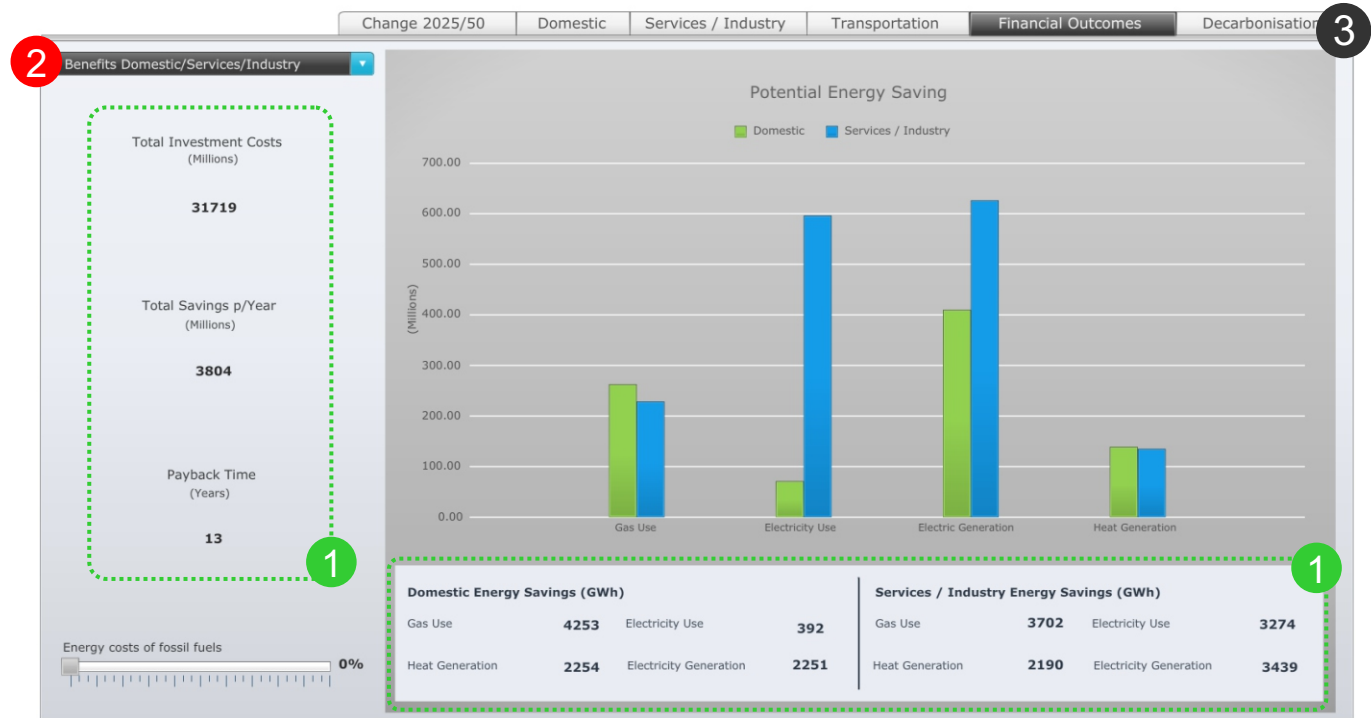 Change 2025/50 Domestic Services / Industry Transportation Financial Outcomes Decarbonisation
3
2
Benefits Domestic/Services/Industry
Total Investment Costs
(Millions)
31719
Total Savings p/Year
(Millions)
3804
Payback Time
(Years)
13
1
Energy costs of fossil fuels
0%
Potential Energy Saving
Domestic Services / Industry
(Millions)
700.00
600.00
500.00
400.00
300.00
200.00
100.00
0.00
Gas Use Electricity Use Electric Generation Heat Generation
1
Domestic Energy Savings (GWh)
Gas Use 4253 Electricity Use 392
Heat Generation 2254 Electricity Generation 2251
Services / Industry Energy Savings (GWh)
Gas Use 3702 Electricity Use 3274
Heat Generation 2190 Electricity Generation 3439